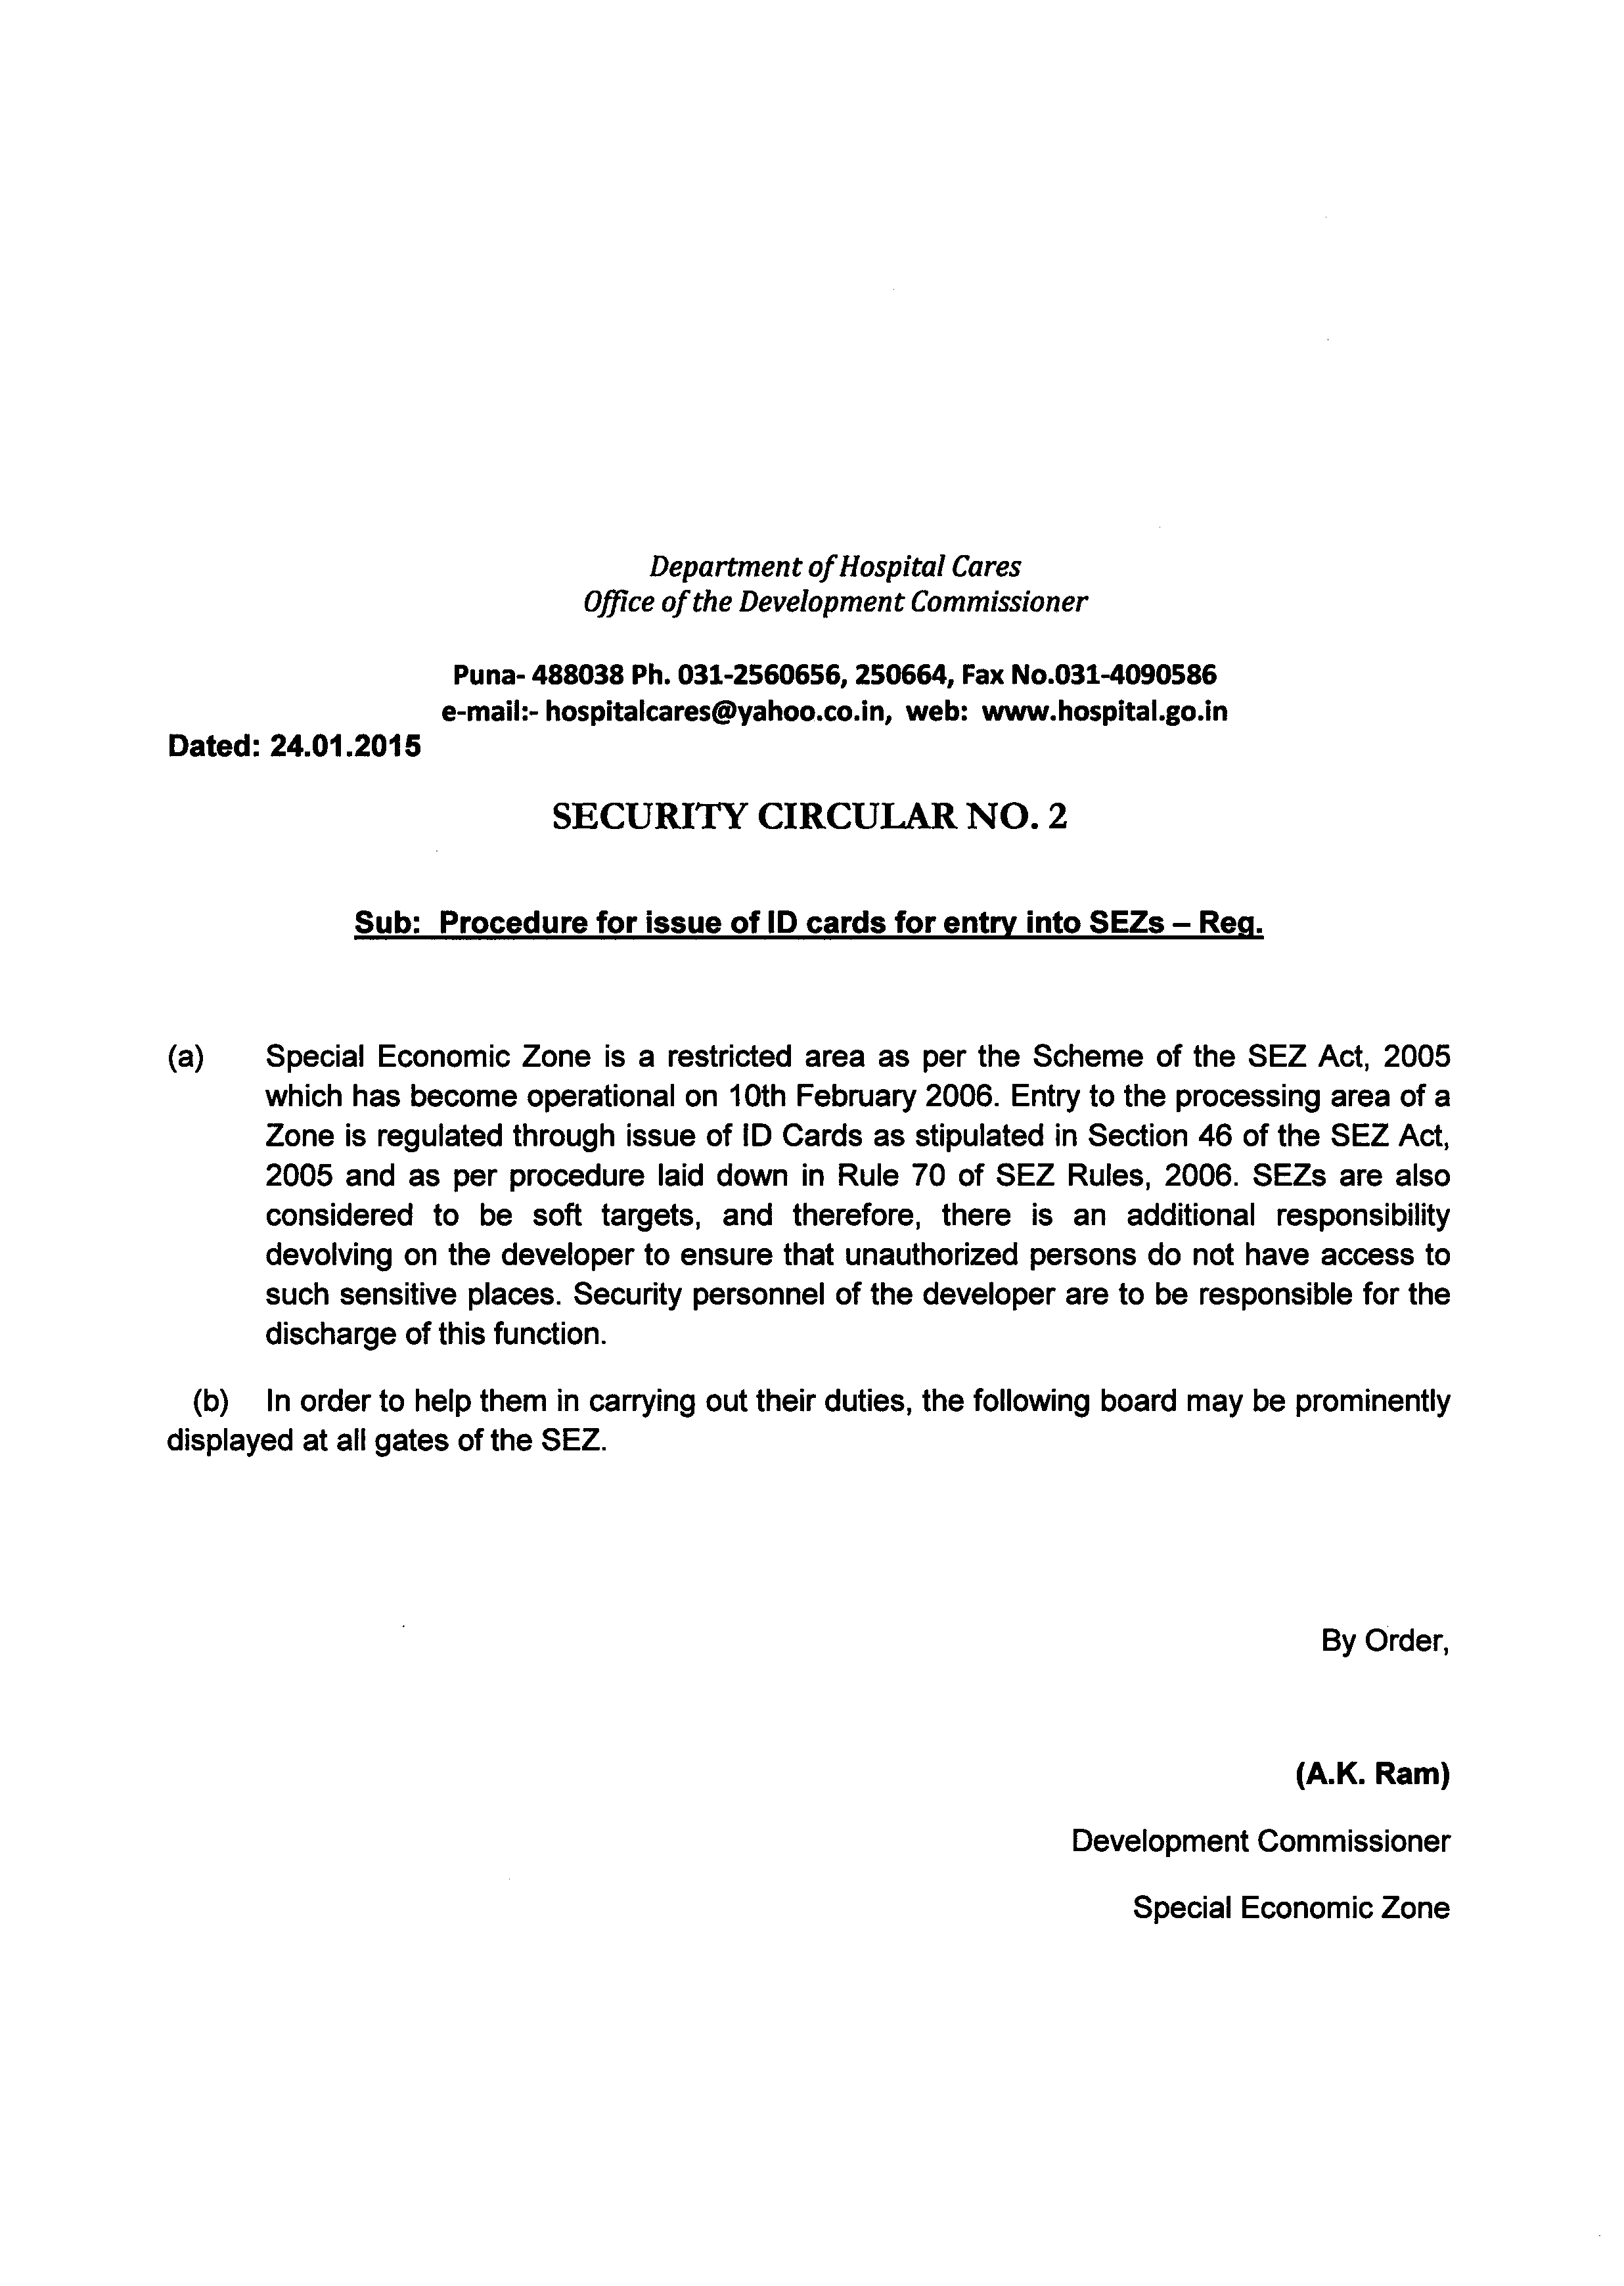 Department of Hospital Cares
Office of the Development Commissioner
Puna- 488038 Ph. 031-2560656, 250664, Fax No.031-4090586
e-mail:- hospitalcares@yahoo.co.in, web: www.hospital.go.in
Dated: 24.01.2015
SECURITY CIRCULAR NO. 2
Sub: Procedure for issue of ID cards for entry into SEZs – Reg.
(a) Special Economic Zone is a restricted area as per the Scheme of the SEZ Act, 2005
which has become operational on 10th February 2006. Entry to the processing area of a
Zone is regulated through issue of ID Cards as stipulated in Section 46 of the SEZ Act,
2005 and as per procedure laid down in Rule 70 of SEZ Rules, 2006. SEZs are also
considered to be soft targets, and therefore, there is an additional responsibility
devolving on the developer to ensure that unauthorized persons do not have access to
such sensitive places. Security personnel of the developer are to be responsible for the
discharge of this function.
(b) In order to help them in carrying out their duties, the following board may be prominently
displayed at all gates of the SEZ.
By Order,
(A.K. Ram)
Development Commissioner
Special Economic Zone